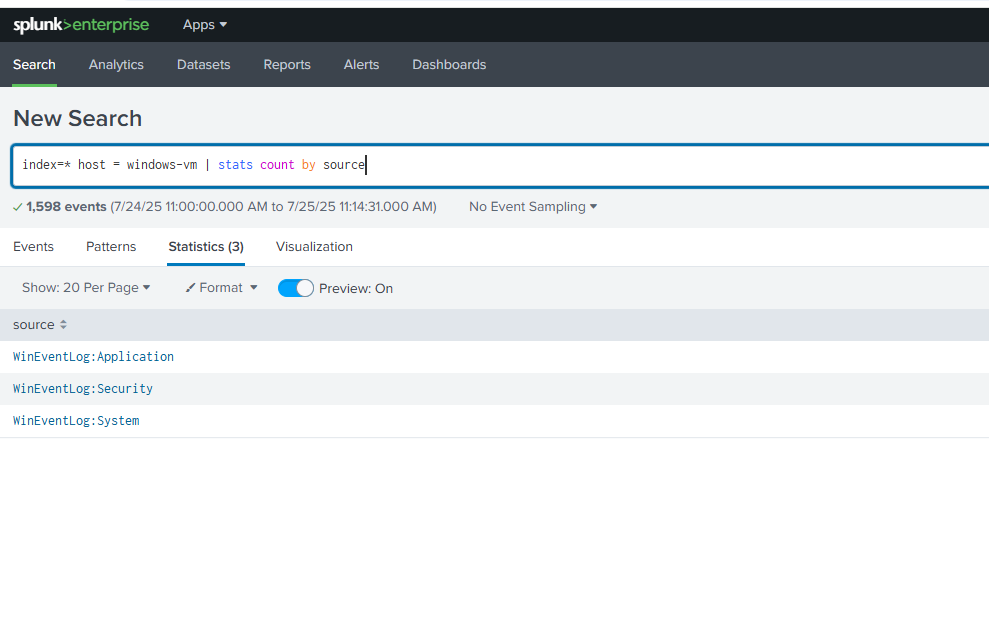 splunk>enterprise Apps
Search Analytics Datasets Reports Alerts Dashboards
New Search
index=* host = windows-vm | stats count by source
1,598 events (7/24/25 11:00:00.000 AM to 7/25/25 11:14:31.000 AM) No Event Sampling
Events Patterns Statistics (3) Visualization
Show: 20 Per Page Format Preview: On
source
WinEventLog:Application
WinEventLog:Security
WinEventLog:System